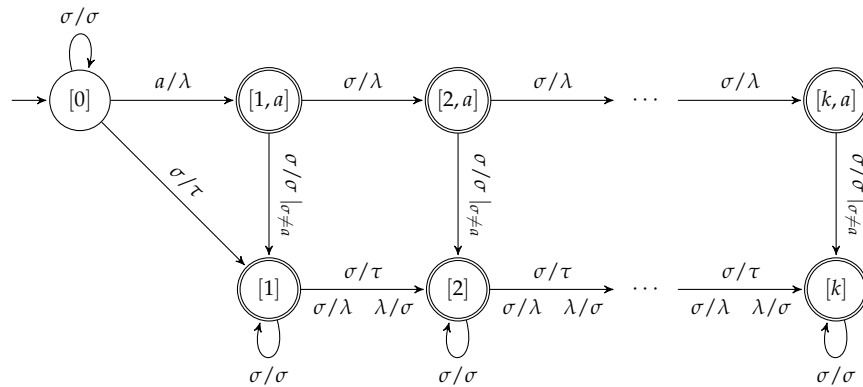 σ/σ
a/λ σ/λ σ/λ σ/λ
[0] [1, a] [2, a] ⋯ [k, a]
σ/τ
σ/σ|σ≠a σ/σ|σ≠a σ/σ|σ≠a
σ/τ σ/τ σ/τ
[1] [2] ⋯ [k]
σ/λ λ/σ σ/λ λ/σ σ/λ λ/σ
σ/σ σ/σ σ/σ